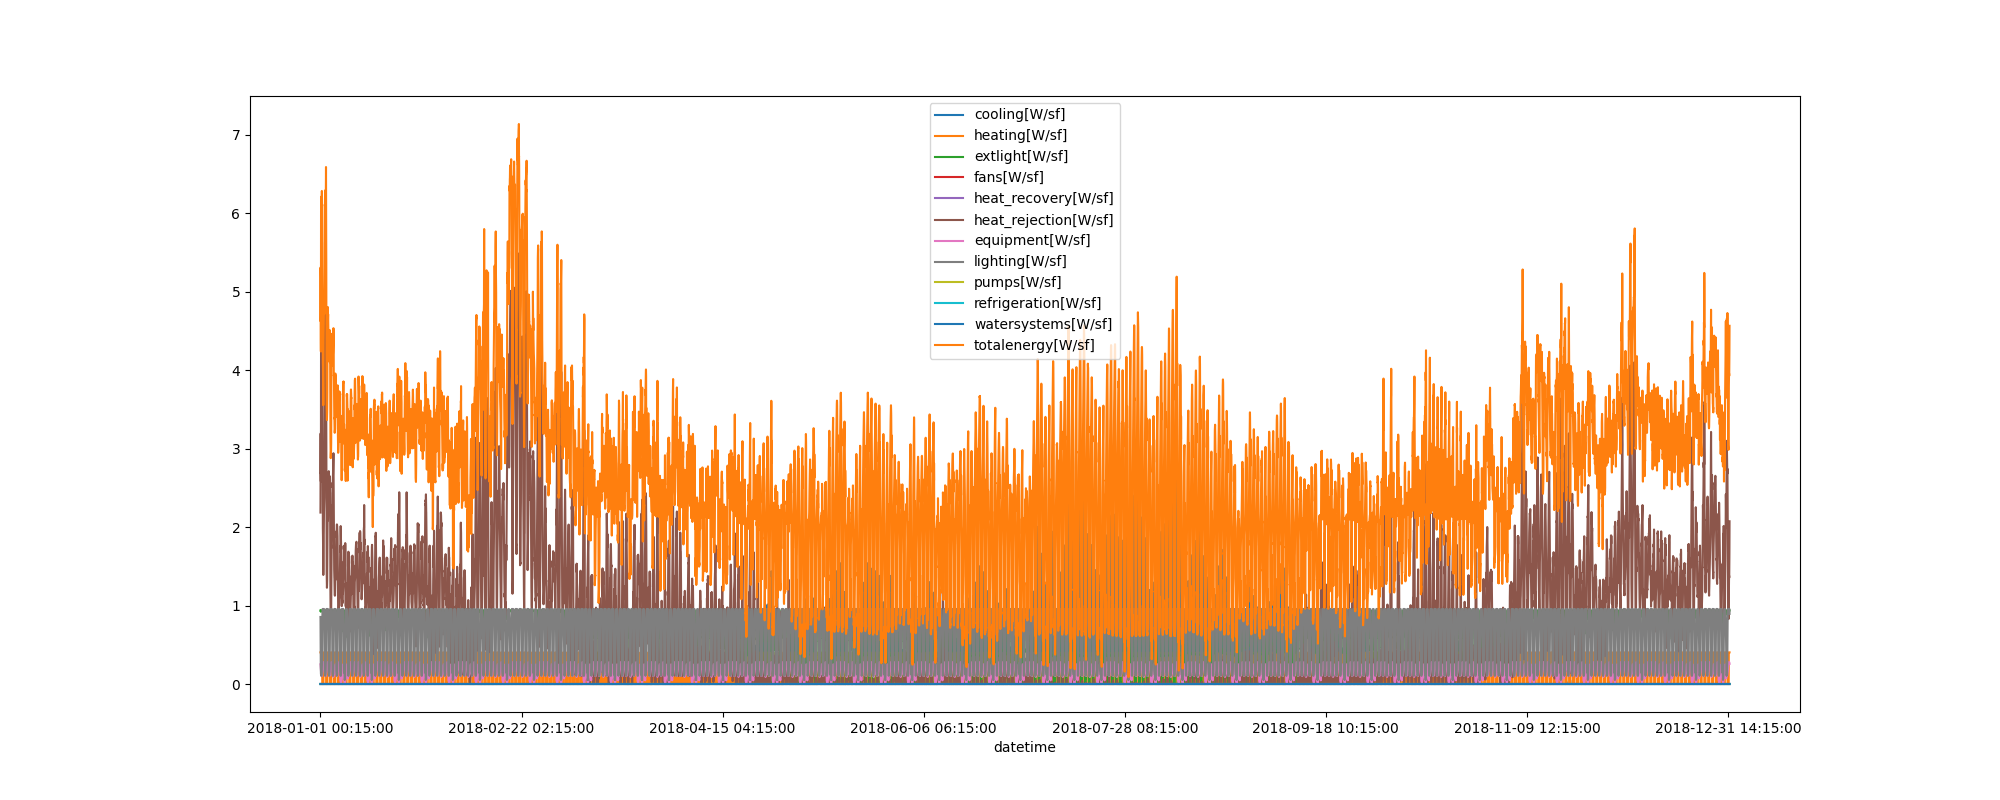 cooling[W/sf]
heating[W/sf]
extlight[W/sf]
fans[W/sf]
heat_recovery[W/sf]
heat_rejection[W/sf]
equipment[W/sf]
lighting[W/sf]
pumps[W/sf]
refrigeration[W/sf]
watersystems[W/sf]
totalenergy[W/sf]
7
6
5
4
3
2
1
0
2018-01-01 00:15:00 2018-02-22 02:15:00 2018-04-15 04:15:00 2018-06-06 06:15:00 2018-07-28 08:15:00 2018-09-18 10:15:00 2018-11-09 12:15:00 2018-12-31 14:15:00
datetime